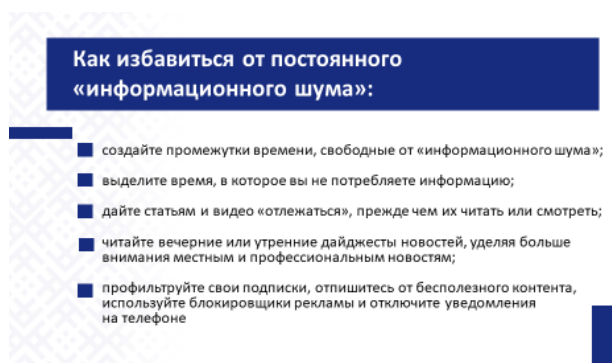 Как избавиться от постоянного
«информационного шума»:
создайте промежутки времени, свободные от «информационного шума»;
выделите время, в которое вы не потребляете информацию;
дайте статьям и видео «отлежаться», прежде чем их читать или смотреть;
читайте вечерние или утренние дайджесты новостей, уделяя больше
внимания местным и профессиональным новостям;
профильтруйте свои подписки, отпишитесь от бесполезного контента,
используйте блокировщики рекламы и отключите уведомления
на телефоне